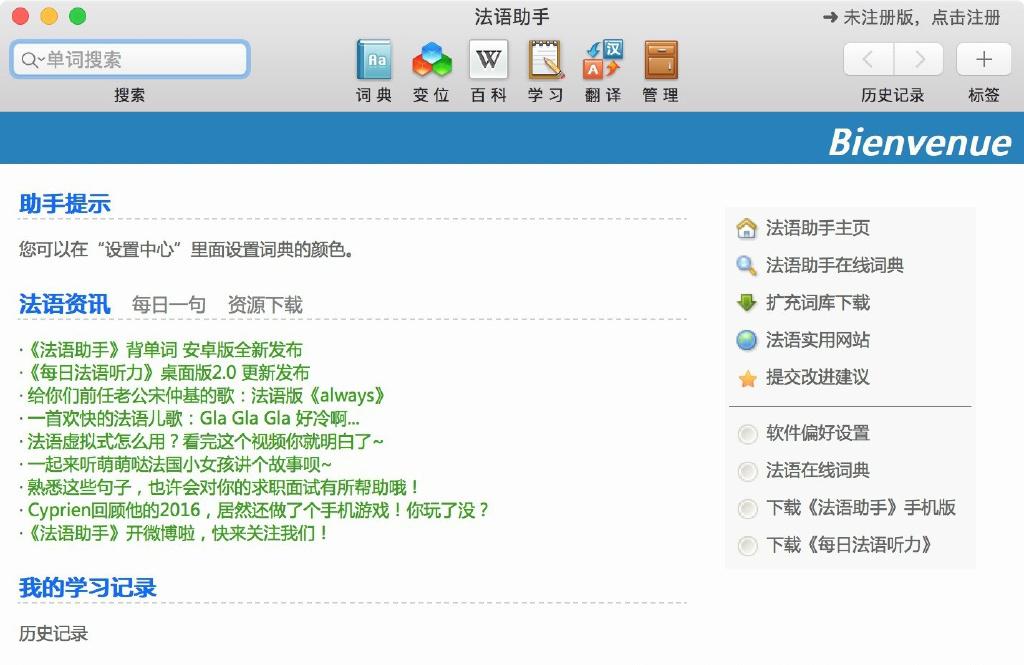 法语助手
→ 未注册版，点击注册
单词搜索
搜索
Aa
W
汉
A
词典
变位
百科
学习
翻译
管理
历史记录
+
标签
Bienvenue
助手提示
您可以在“设置中心”里面设置词典的颜色。
法语资讯 每日一句 资源下载
·《法语助手》背单词 安卓版全新发布
·《每日法语听力》桌面版2.0 更新发布
· 给你们前任老公宋仲基的歌：法语版《always》
· 一首欢快的法语儿歌：Gla Gla Gla 好冷啊...
· 法语虚拟式怎么用？看完这个视频你就明白了~
· 一起来听萌萌哒法国小女孩讲个故事呗~
· 熟悉这些句子，也许会对你的求职面试有所帮助哦！
· Cyprien回顾他的2016，居然还做了个手机游戏！你玩了没？
·《法语助手》开微博啦，快来关注我们！
我的学习记录
历史记录
法语助手主页
法语助手在线词典
扩充词库下载
法语实用网站
提交改进建议
软件偏好设置
法语在线词典
下载《法语助手》手机版
下载《每日法语听力》